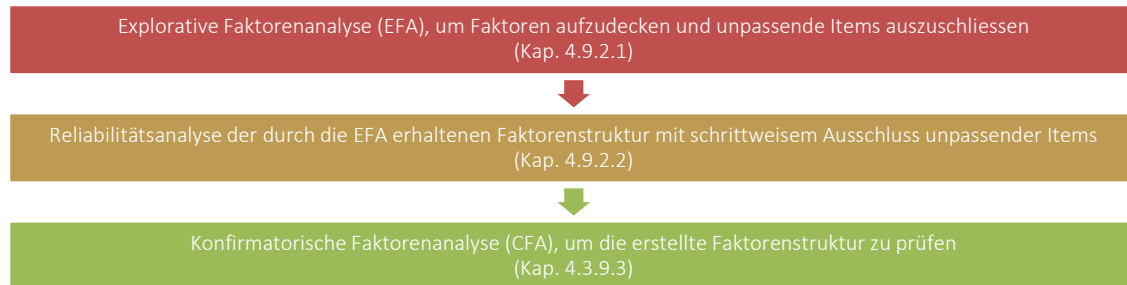 Explorative Faktorenanalyse (EFA), um Faktoren aufzudecken und unpassende Items auszuschliessen
(Kap. 4.9.2.1)
Reliabilitätsanalyse der durch die EFA erhaltenen Faktorenstruktur mit schrittweisem Ausschluss unpassender Items
(Kap. 4.9.2.2)
Konfirmatorische Faktorenanalyse (CFA), um die erstellte Faktorenstruktur zu prüfen
(Kap. 4.3.9.3)